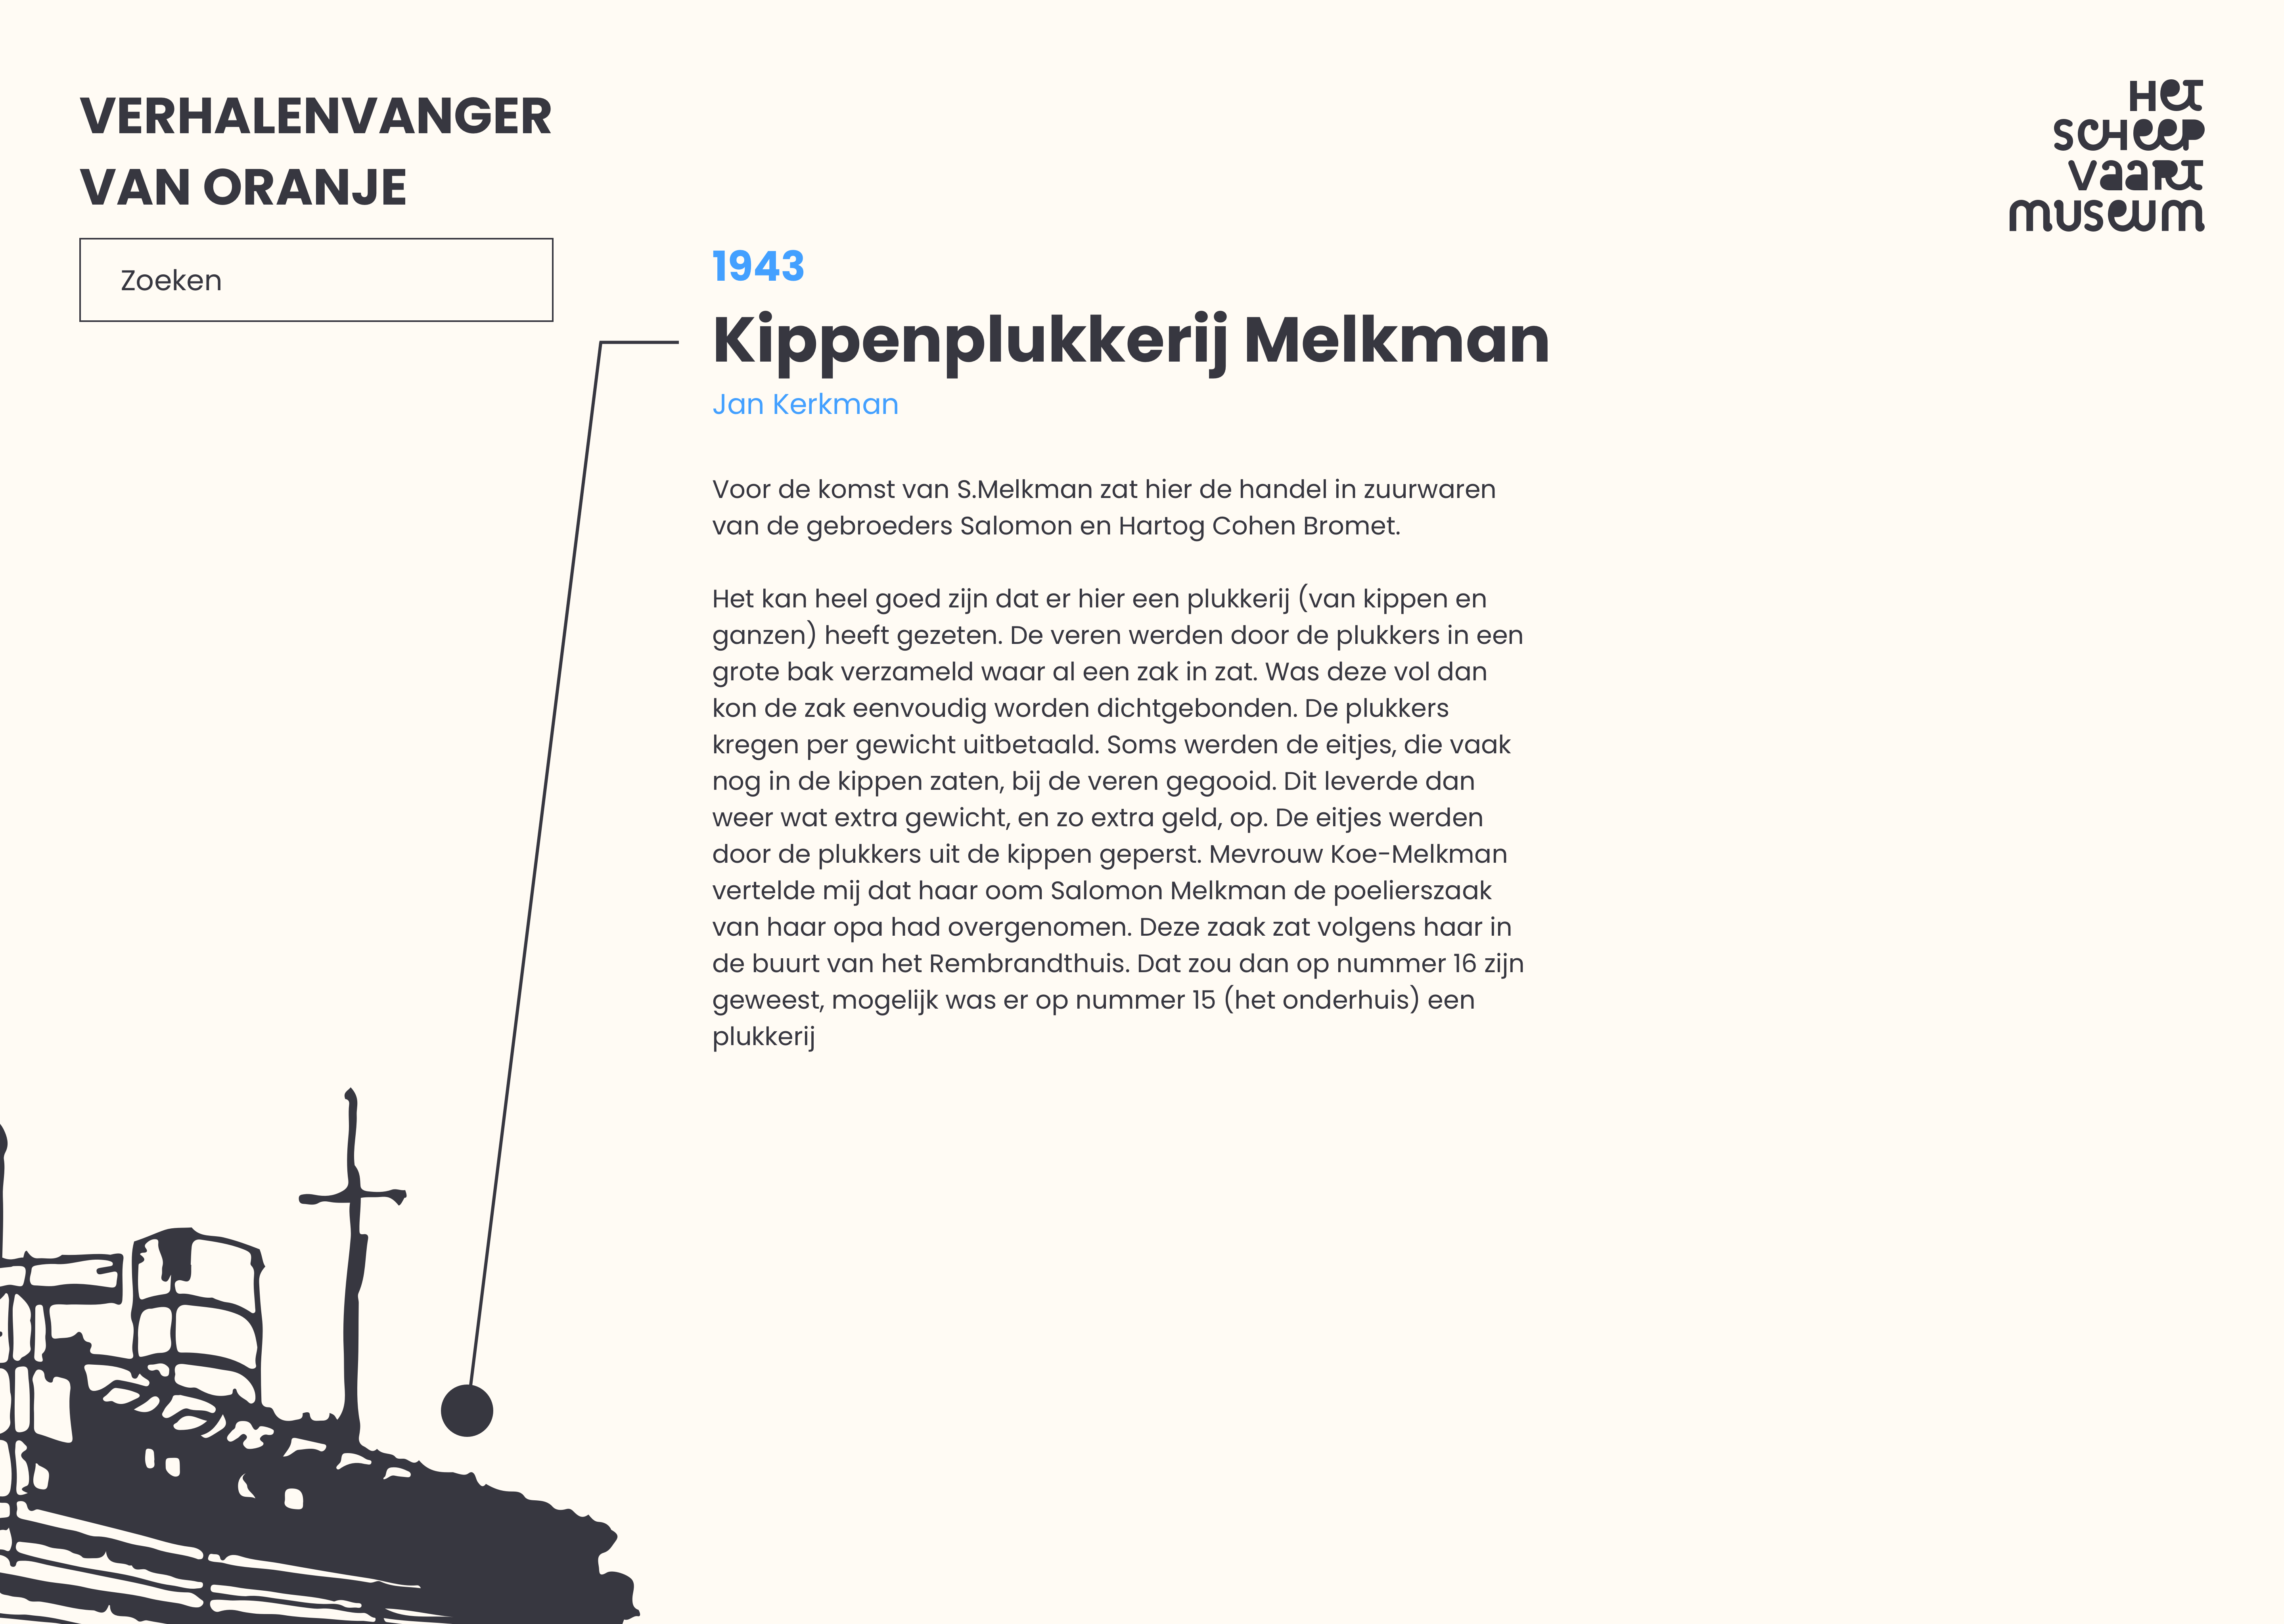 VERHALENVANGER
VAN ORANJE
Zoeken
Het
scheep
vaart
museum
1943
Kippenplukkerij Melkman
Jan Kerkman
Voor de komst van S.Melkman zat hier de handel in zuurwaren
van de gebroeders Salomon en Hartog Cohen Bromet.
Het kan heel goed zijn dat er hier een plukkerij (van kippen en
ganzen) heeft gezeten. De veren werden door de plukkers in een
grote bak verzameld waar al een zak in zat. Was deze vol dan
kon de zak eenvoudig worden dichtgebonden. De plukkers
kregen per gewicht uitbetaald. Soms werden de eitjes, die vaak
nog in de kippen zaten, bij de veren gegooid. Dit leverde dan
weer wat extra gewicht, en zo extra geld, op. De eitjes werden
door de plukkers uit de kippen geperst. Mevrouw Koe-Melkman
vertelde mij dat haar oom Salomon Melkman de poelierszaak
van haar opa had overgenomen. Deze zaak zat volgens haar in
de buurt van het Rembrandthuis. Dat zou dan op nummer 16 zijn
geweest, mogelijk was er op nummer 15 (het onderhuis) een
plukkerij